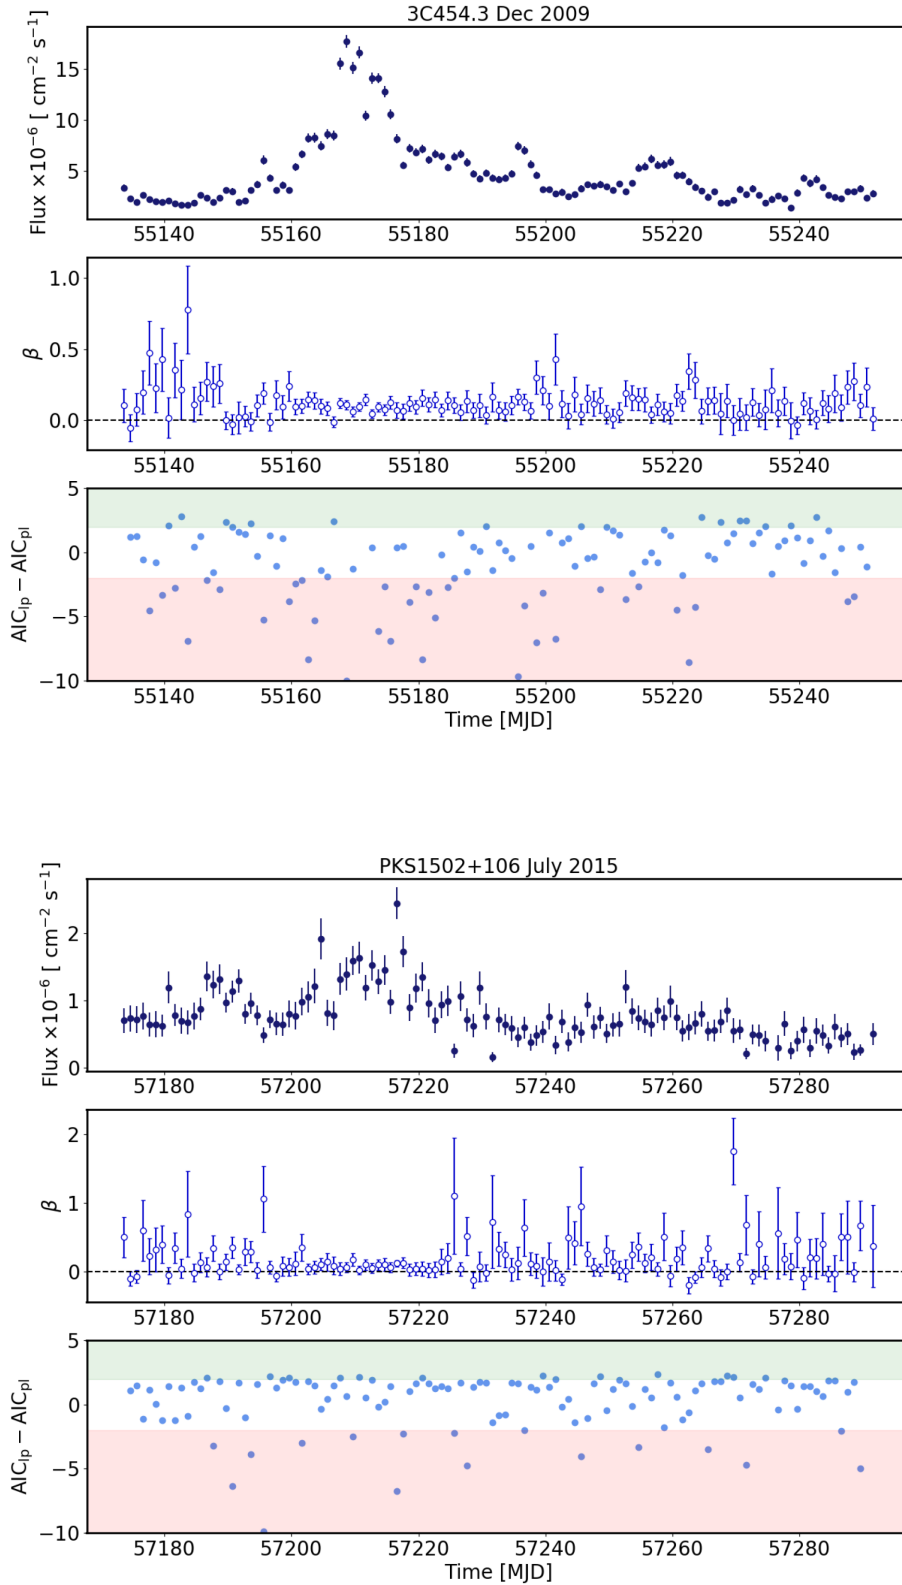 3C454.3 Dec 2009
Flux ×10⁻⁶ [ cm⁻² s⁻¹]
15
10
5
55140 55160 55180 55200 55220 55240
β
1.0
0.5
0.0
55140 55160 55180 55200 55220 55240
AIC_lp − AIC_pl
5
0
−5
−10
55140 55160 55180 55200 55220 55240
Time [MJD]
PKS1502+106 July 2015
Flux ×10⁻⁶ [ cm⁻² s⁻¹]
2
1
0
57180 57200 57220 57240 57260 57280
β
2
1
0
57180 57200 57220 57240 57260 57280
AIC_lp − AIC_pl
5
0
−5
−10
57180 57200 57220 57240 57260 57280
Time [MJD]